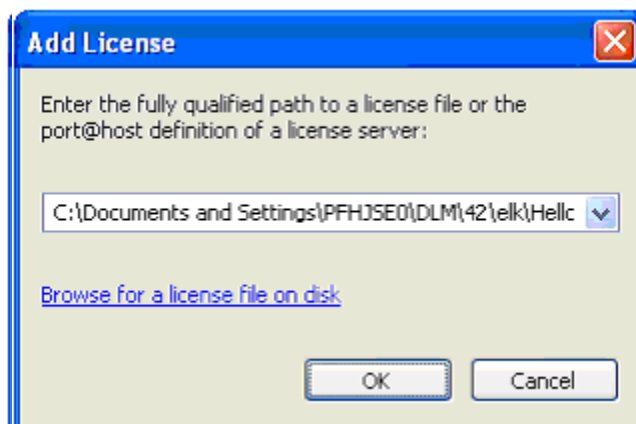 Add License
Enter the fully qualified path to a license file or the
port@host definition of a license server:
C:\Documents and Settings\PFHJSE0\DLM\42\elk\Hellc
Browse for a license file on disk
OK
Cancel